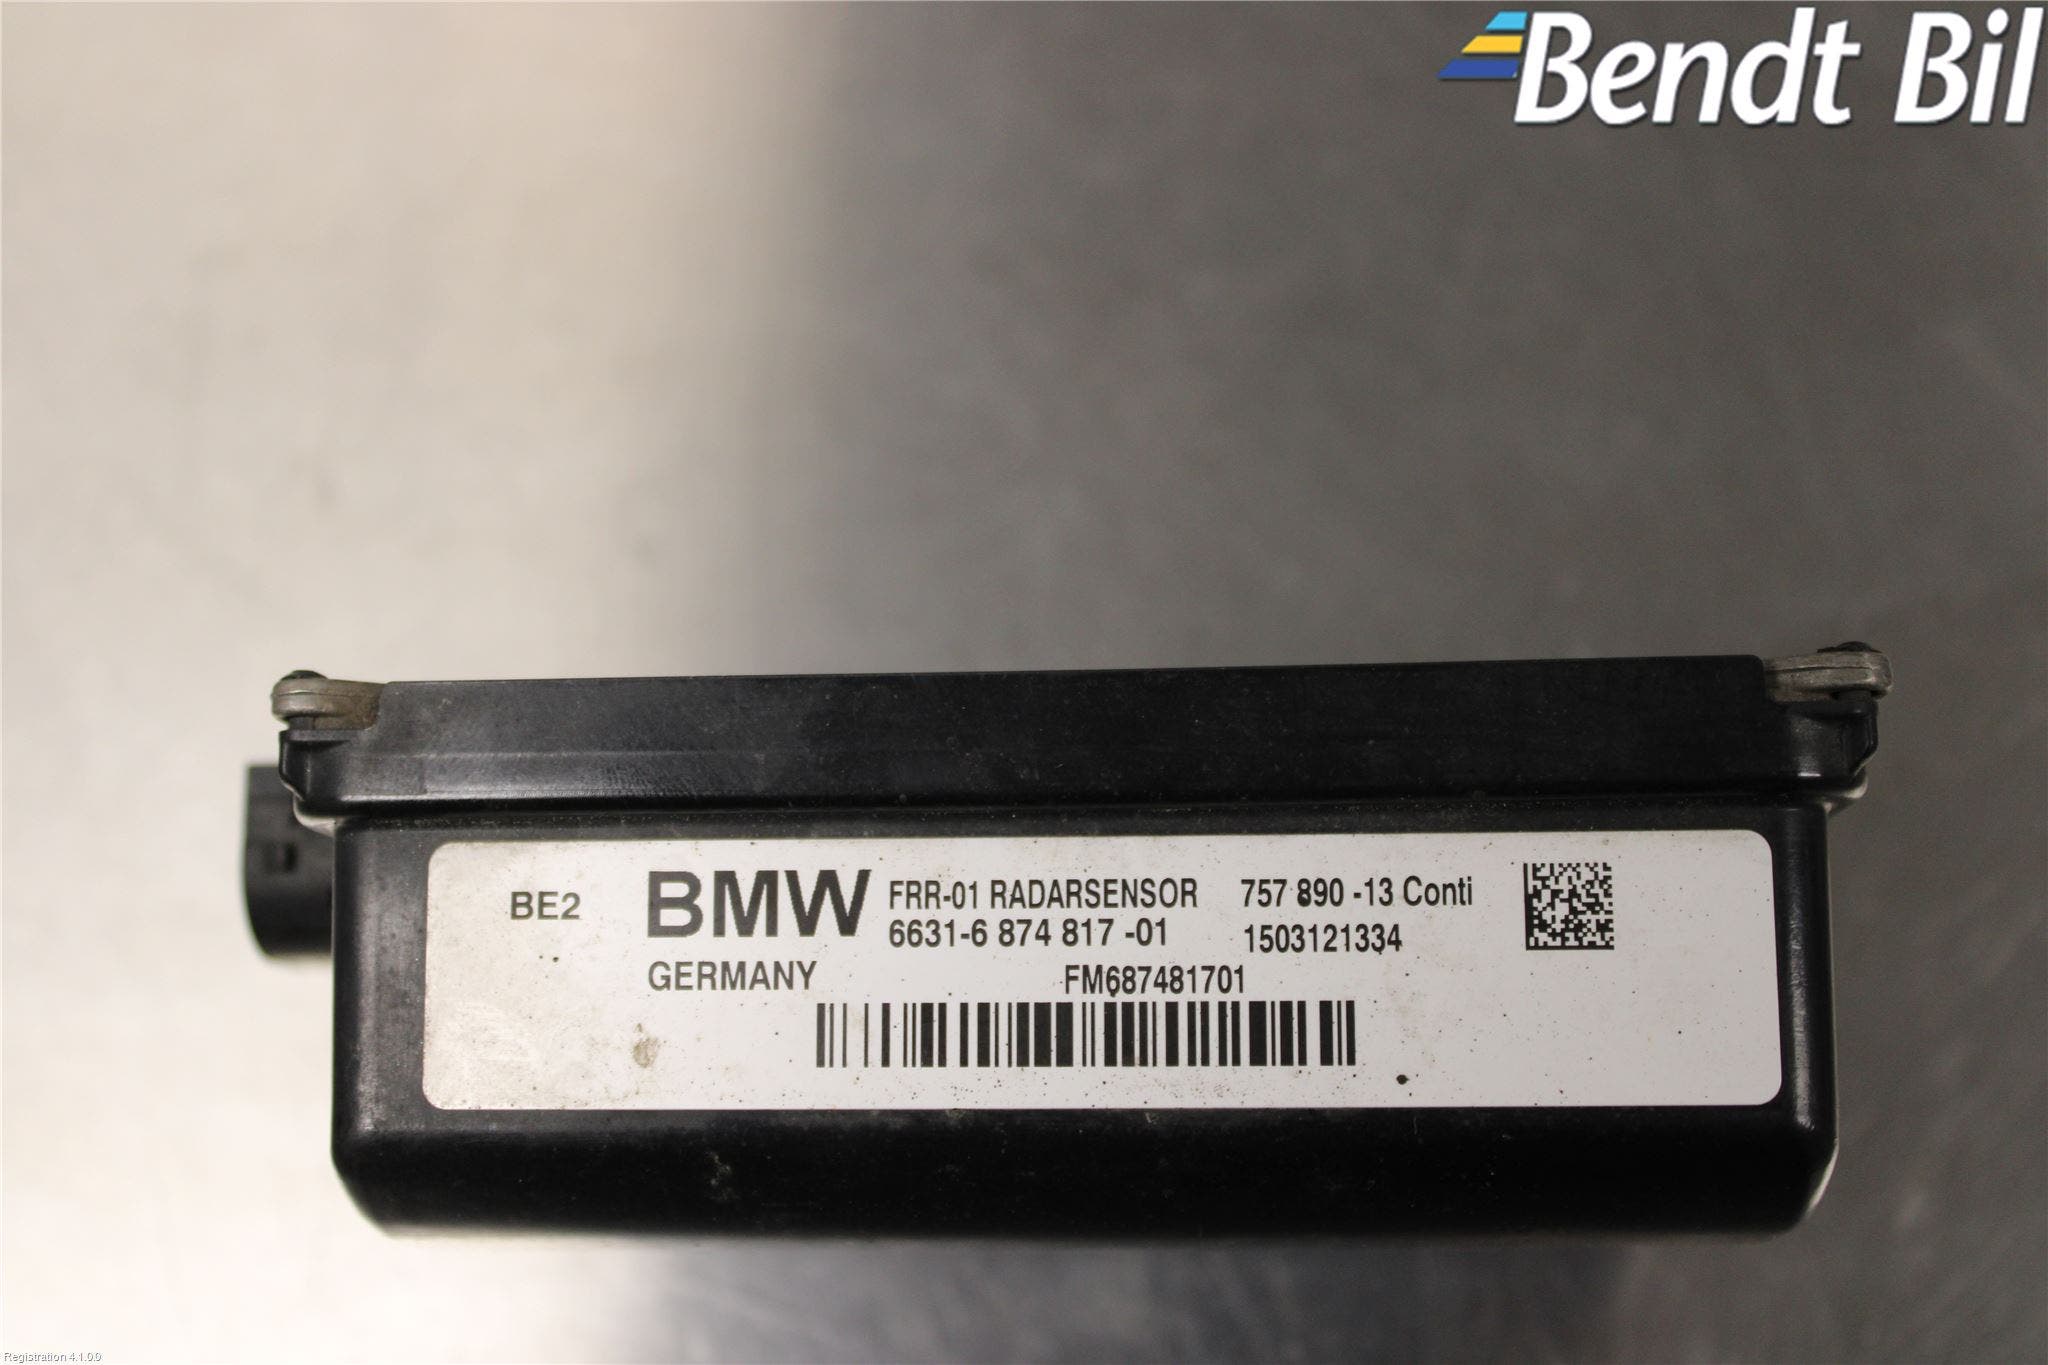 Bendt Bil
BE2 BMW FRR-01 RADARSENSOR 757 890 -13 Conti
6631-6 874 817 -01 1503121334
GERMANY FM687481701
Registration 4.1.0.9